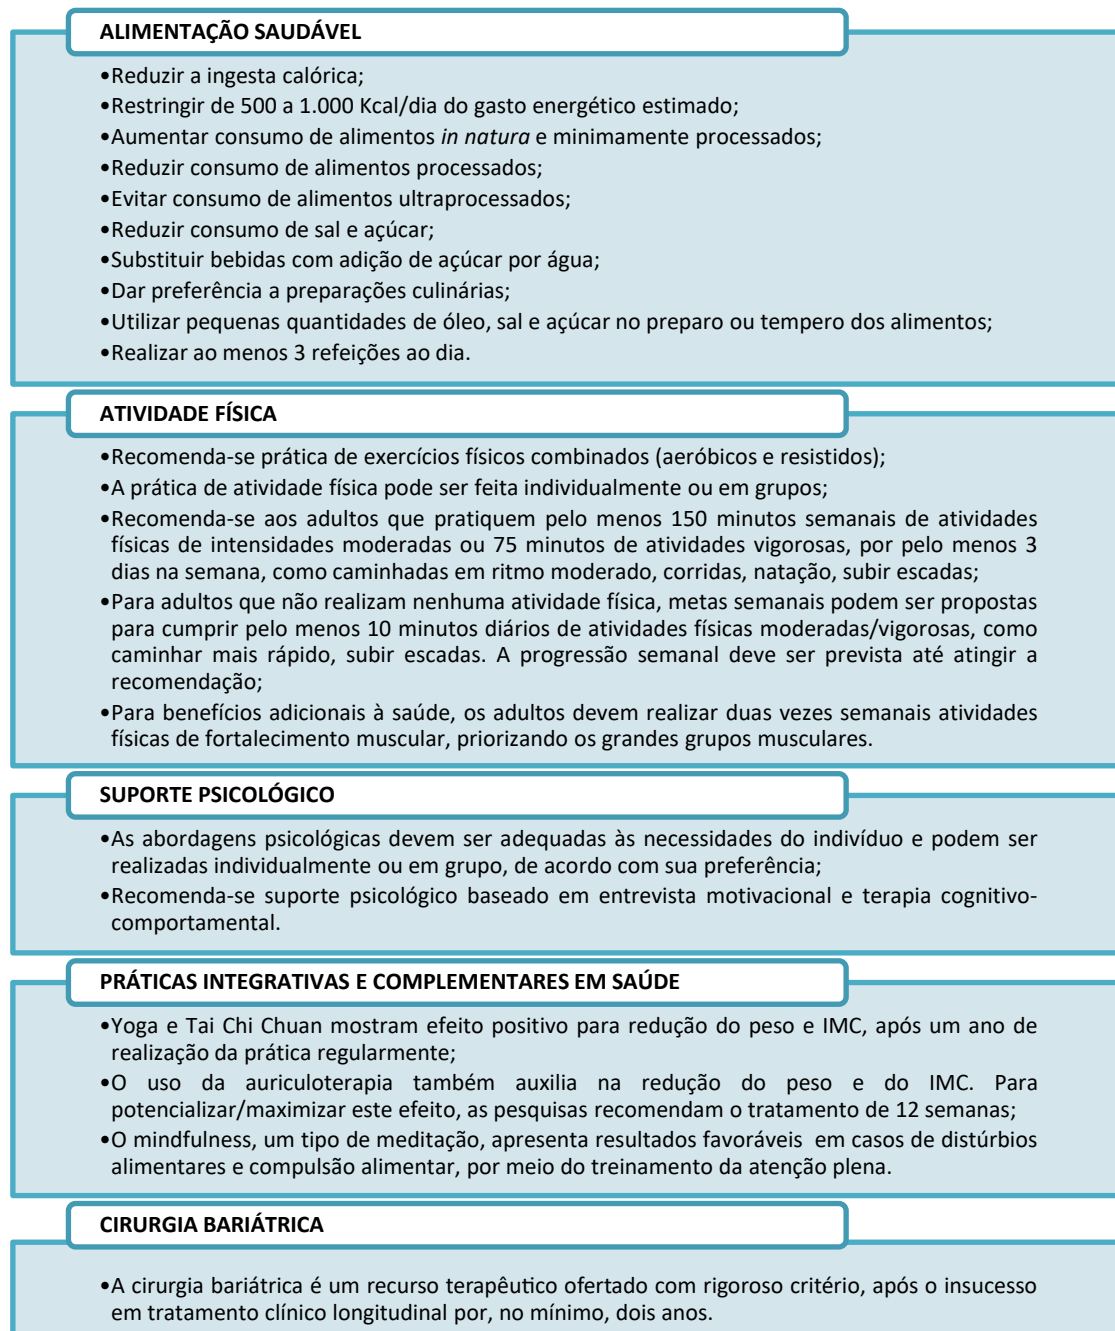 ALIMENTAÇÃO SAUDÁVEL
•Reduzir a ingesta calórica;
•Restringir de 500 a 1.000 Kcal/dia do gasto energético estimado;
•Aumentar consumo de alimentos in natura e minimamente processados;
•Reduzir consumo de alimentos processados;
•Evitar consumo de alimentos ultraprocessados;
•Reduzir consumo de sal e açúcar;
•Substituir bebidas com adição de açúcar por água;
•Dar preferência a preparações culinárias;
•Utilizar pequenas quantidades de óleo, sal e açúcar no preparo ou tempero dos alimentos;
•Realizar ao menos 3 refeições ao dia.
ATIVIDADE FÍSICA
•Recomenda-se prática de exercícios físicos combinados (aeróbicos e resistidos);
•A prática de atividade física pode ser feita individualmente ou em grupos;
•Recomenda-se aos adultos que pratiquem pelo menos 150 minutos semanais de atividades
físicas de intensidades moderadas ou 75 minutos de atividades vigorosas, por pelo menos 3
dias na semana, como caminhadas em ritmo moderado, corridas, natação, subir escadas;
•Para adultos que não realizam nenhuma atividade física, metas semanais podem ser propostas
para cumprir pelo menos 10 minutos diários de atividades físicas moderadas/vigorosas, como
caminhar mais rápido, subir escadas. A progressão semanal deve ser prevista até atingir a
recomendação;
•Para benefícios adicionais à saúde, os adultos devem realizar duas vezes semanais atividades
físicas de fortalecimento muscular, priorizando os grandes grupos musculares.
SUPORTE PSICOLÓGICO
•As abordagens psicológicas devem ser adequadas às necessidades do indivíduo e podem ser
realizadas individualmente ou em grupo, de acordo com sua preferência;
•Recomenda-se suporte psicológico baseado em entrevista motivacional e terapia cognitivo-
comportamental.
PRÁTICAS INTEGRATIVAS E COMPLEMENTARES EM SAÚDE
•Yoga e Tai Chi Chuan mostram efeito positivo para redução do peso e IMC, após um ano de
realização da prática regularmente;
•O uso da auriculoterapia também auxilia na redução do peso e do IMC. Para
potencializar/maximizar este efeito, as pesquisas recomendam o tratamento de 12 semanas;
•O mindfulness, um tipo de meditação, apresenta resultados favoráveis em casos de distúrbios
alimentares e compulsão alimentar, por meio do treinamento da atenção plena.
CIRURGIA BARIÁTRICA
•A cirurgia bariátrica é um recurso terapêutico ofertado com rigoroso critério, após o insucesso
em tratamento clínico longitudinal por, no mínimo, dois anos.